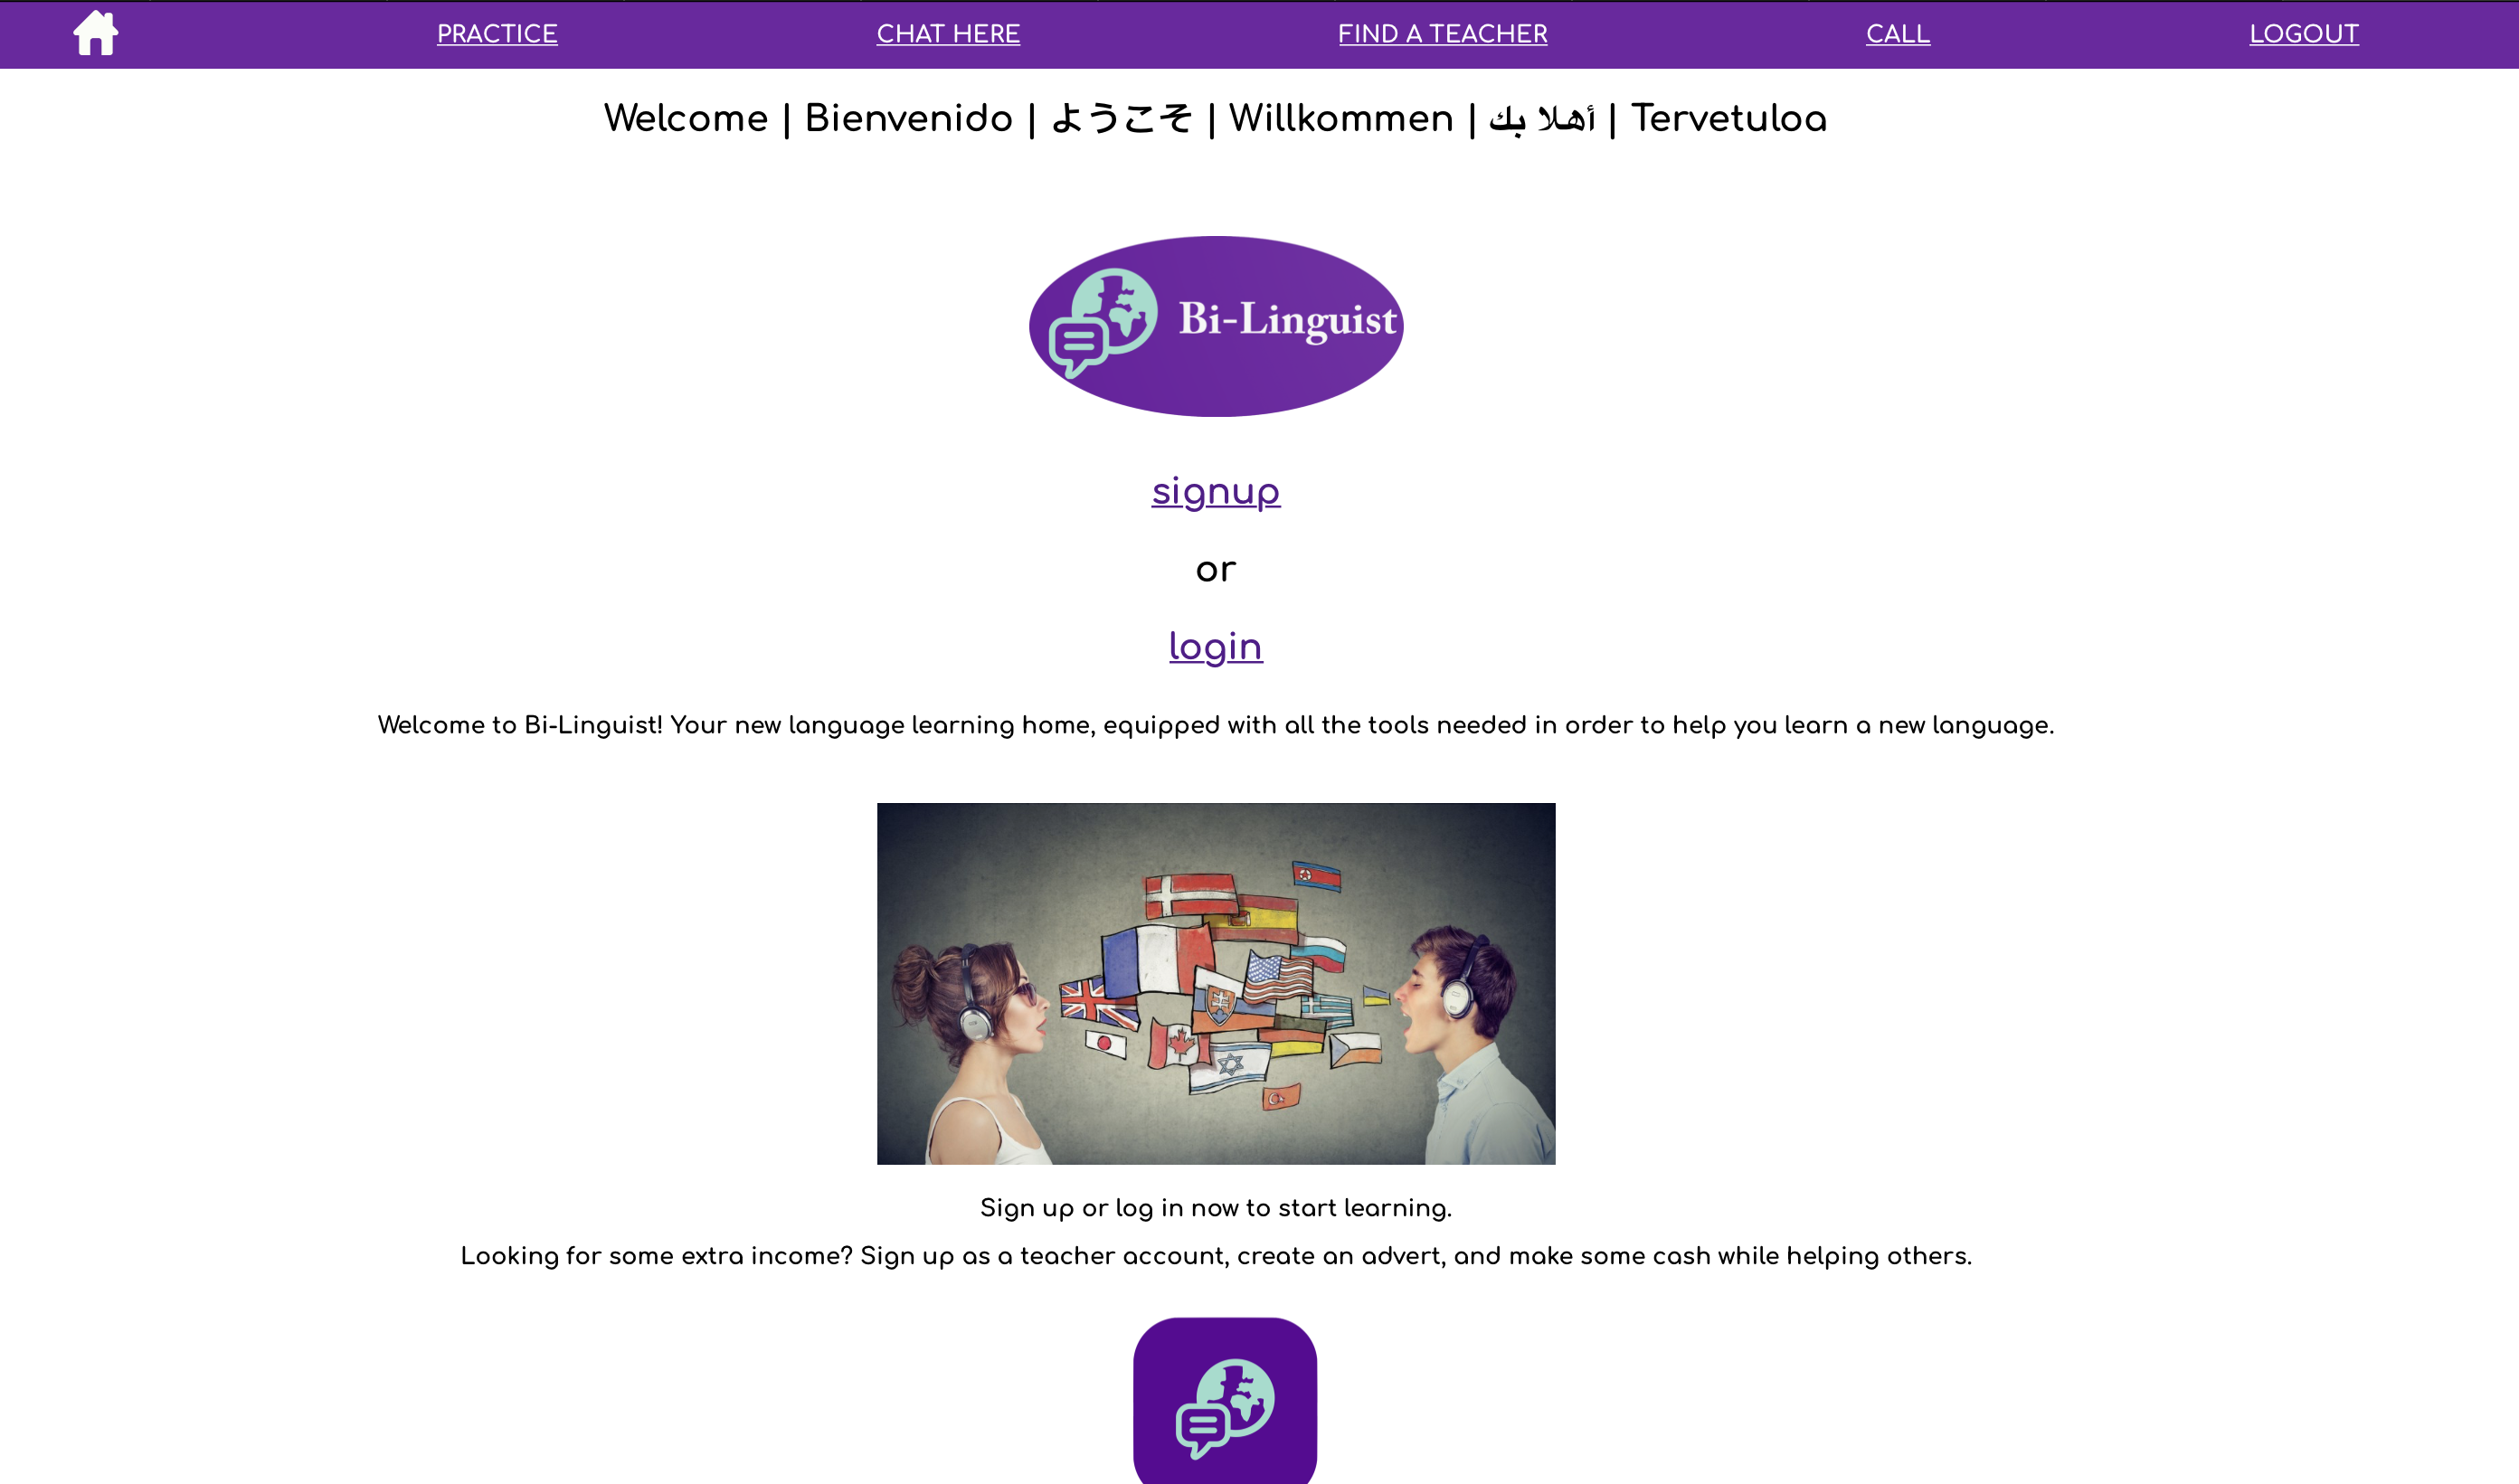 PRACTICE CHAT HERE FIND A TEACHER CALL LOGOUT
Welcome | Bienvenido | ようこそ | Willkommen | أهلا بك | Tervetuloa
Bi-Linguist
signup
or
login
Welcome to Bi-Linguist! Your new language learning home, equipped with all the tools needed in order to help you learn a new language.
Sign up or log in now to start learning.
Looking for some extra income? Sign up as a teacher account, create an advert, and make some cash while helping others.